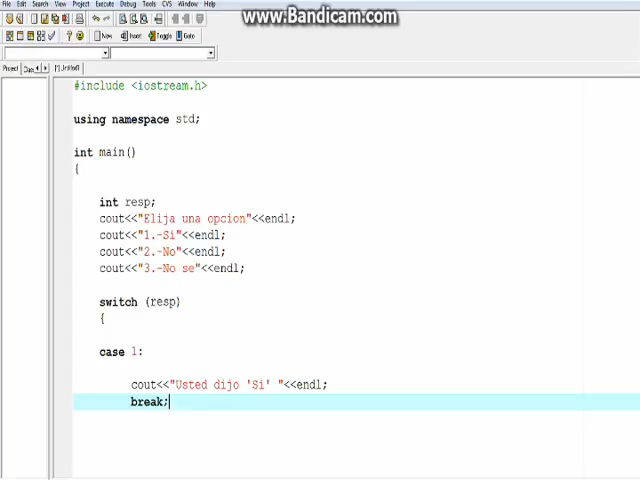 www.Bandicam.com
File Edit Search View Project Execute Debug Tools CVS Window Help
New Insert Toggle Goto
Project
#include <iostream.h>
using namespace std;
int main()
{
int resp;
cout<<"Elija una opcion"<<endl;
cout<<"1.-Si"<<endl;
cout<<"2.-No"<<endl;
cout<<"3.-No se"<<endl;
switch (resp)
{
case 1:
cout<<"Usted dijo 'Si' "<<endl;
break;